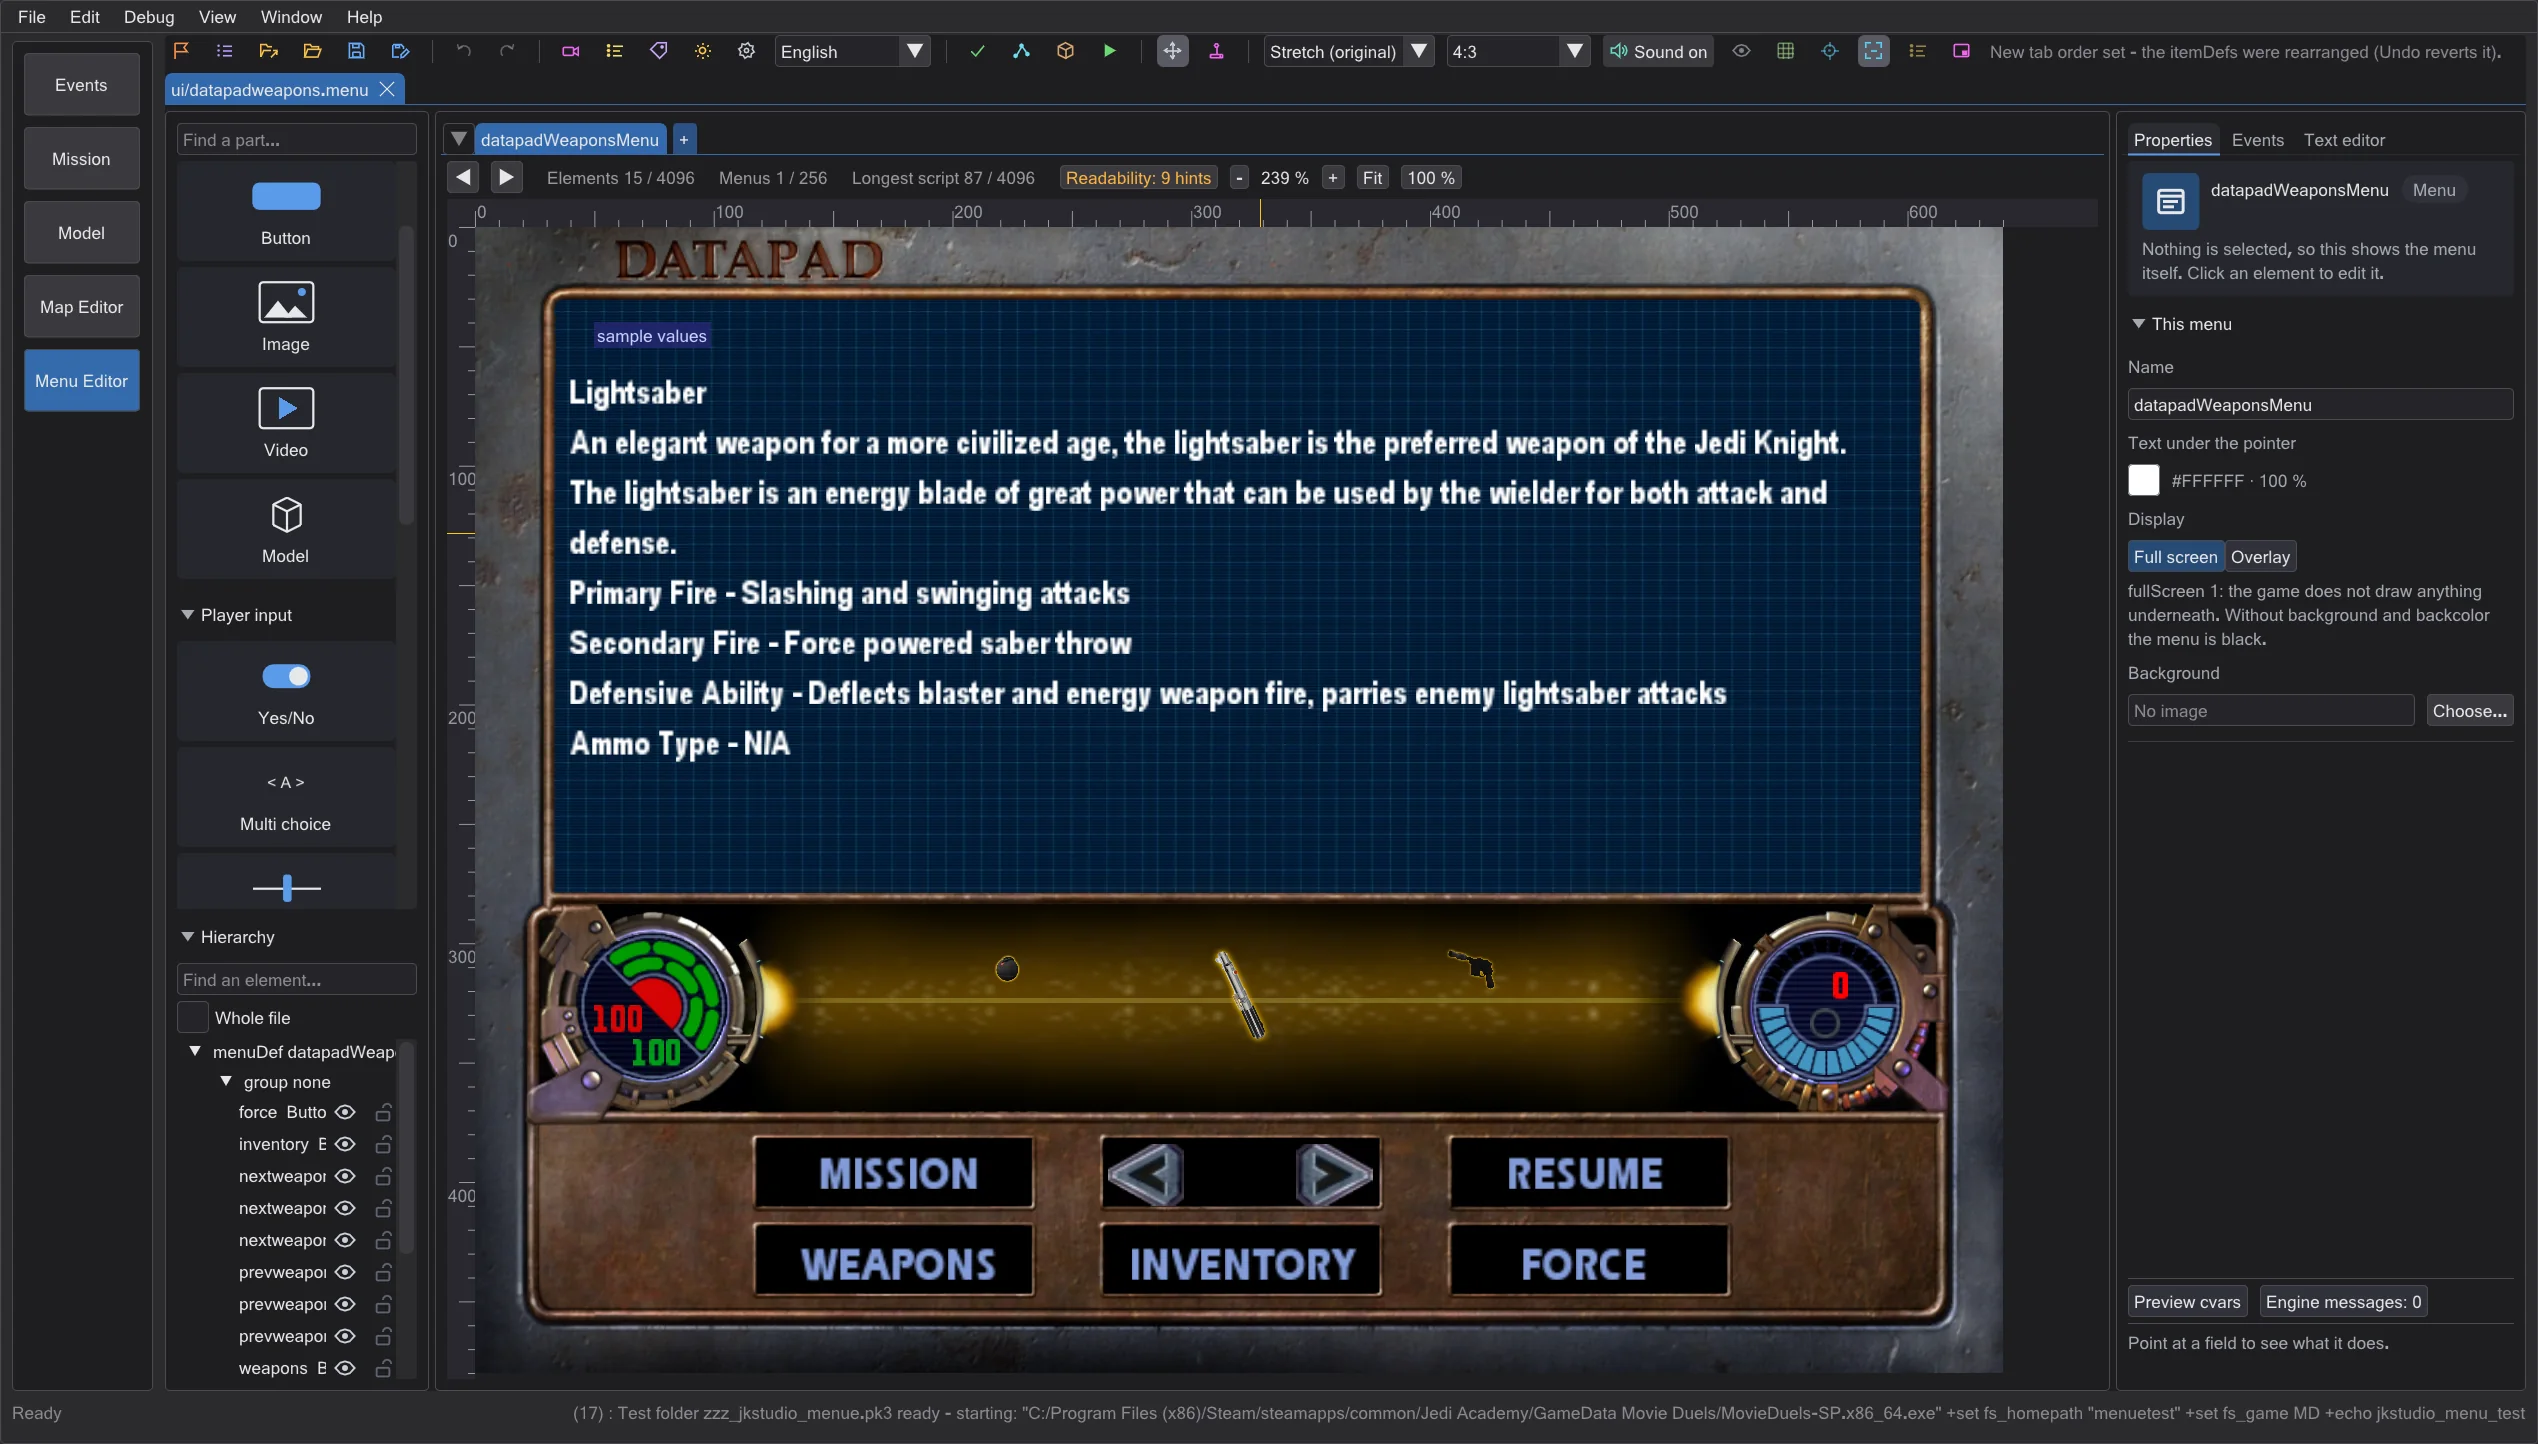 File Edit Debug View Window Help
English
Stretch (original)
4:3
Sound on
New tab order set - the itemDefs were rearranged (Undo reverts it).
Events
Mission
Model
Map Editor
Menu Editor
ui/datapadweapons.menu
Find a part...
Button
Image
Video
Model
Player input
Yes/No
< A >
Multi choice
Hierarchy
Find an element...
Whole file
menuDef datapadWeap
group none
force Butto
inventory E
nextweapor
nextweapor
nextweapor
prevweapor
prevweapor
prevweapor
weapons B
datapadWeaponsMenu +
Elements 15 / 4096 Menus 1 / 256 Longest script 87 / 4096 Readability: 9 hints - 239 % + Fit 100 %
0 100 200 300 400 500 600
0
100
200
300
400
DATAPAD
sample values
Lightsaber
An elegant weapon for a more civilized age, the lightsaber is the preferred weapon of the Jedi Knight.
The lightsaber is an energy blade of great power that can be used by the wielder for both attack and
defense.
Primary Fire - Slashing and swinging attacks
Secondary Fire - Force powered saber throw
Defensive Ability - Deflects blaster and energy weapon fire, parries enemy lightsaber attacks
Ammo Type - N/A
100
100
0
MISSION
RESUME
WEAPONS
INVENTORY
FORCE
Properties Events Text editor
datapadWeaponsMenu Menu
Nothing is selected, so this shows the menu
itself. Click an element to edit it.
This menu
Name
datapadWeaponsMenu
Text under the pointer
#FFFFFF · 100 %
Display
Full screen Overlay
fullScreen 1: the game does not draw anything
underneath. Without background and backcolor
the menu is black.
Background
No image Choose...
Preview cvars Engine messages: 0
Point at a field to see what it does.
Ready
(17) : Test folder zzz_jkstudio_menue.pk3 ready - starting: "C:/Program Files (x86)/Steam/steamapps/common/Jedi Academy/GameData Movie Duels/MovieDuels-SP.x86_64.exe" +set fs_homepath "menuetest" +set fs_game MD +echo jkstudio_menu_test